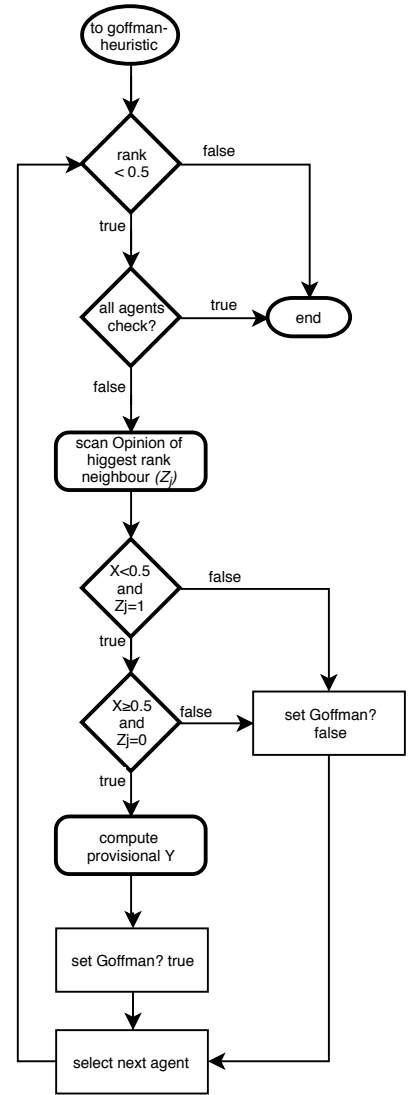 to goffman-
heuristic
rank
< 0.5
false
true
all agents
check?
true
end
false
scan Opinion of
higgest rank
neighbour (Zj)
X<0.5
and
Zj=1
false
true
X≥0.5
and
Zj=0
false
set Goffman?
false
true
compute
provisional Y
set Goffman? true
select next agent